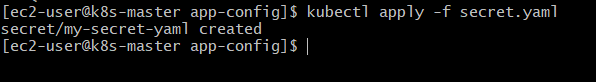 [ec2-user@k8s-master app-config]$ kubectl apply -f secret.yaml
secret/my-secret-yaml created
[ec2-user@k8s-master app-config]$